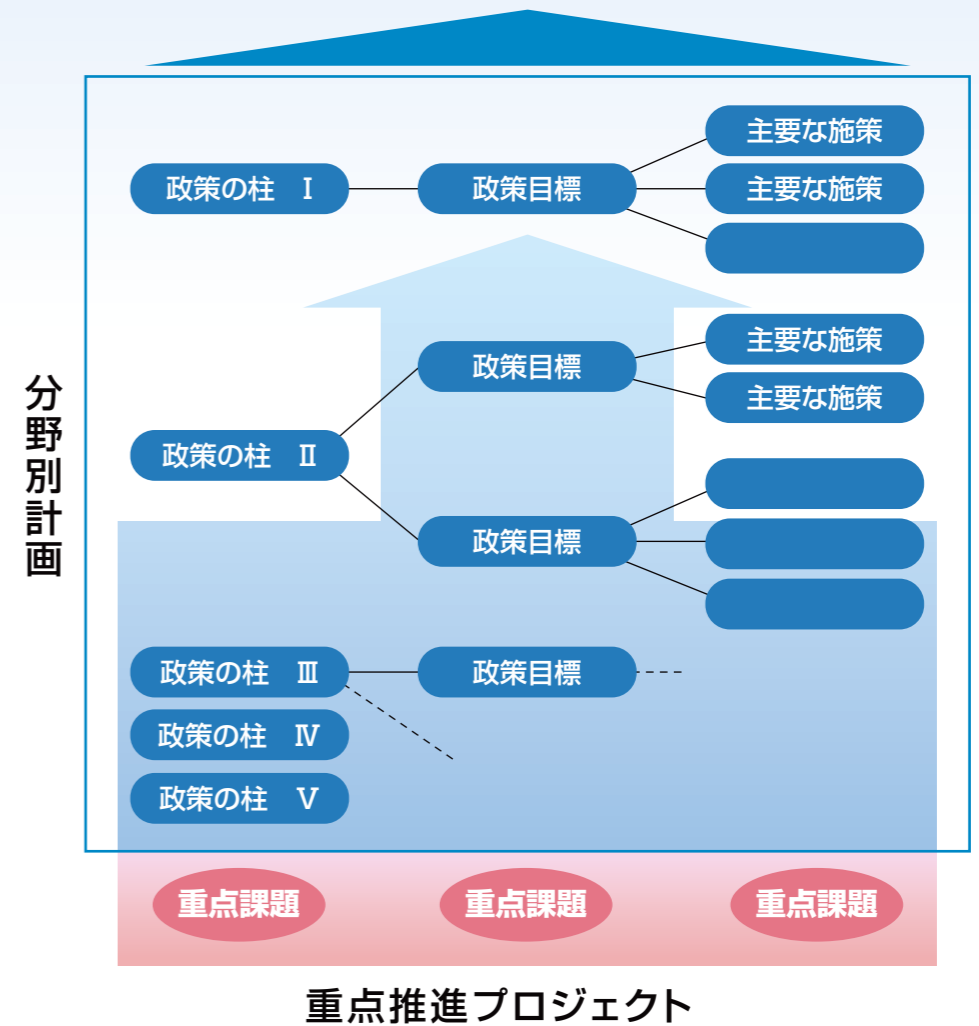 主要な施策
政策の柱　Ⅰ
政策目標
主要な施策
主要な施策
政策目標
主要な施策
政策の柱　Ⅱ
政策目標
分野別計画
政策の柱　Ⅲ
政策目標
政策の柱　Ⅳ
政策の柱　Ⅴ
重点課題
重点課題
重点課題
重点推進プロジェクト